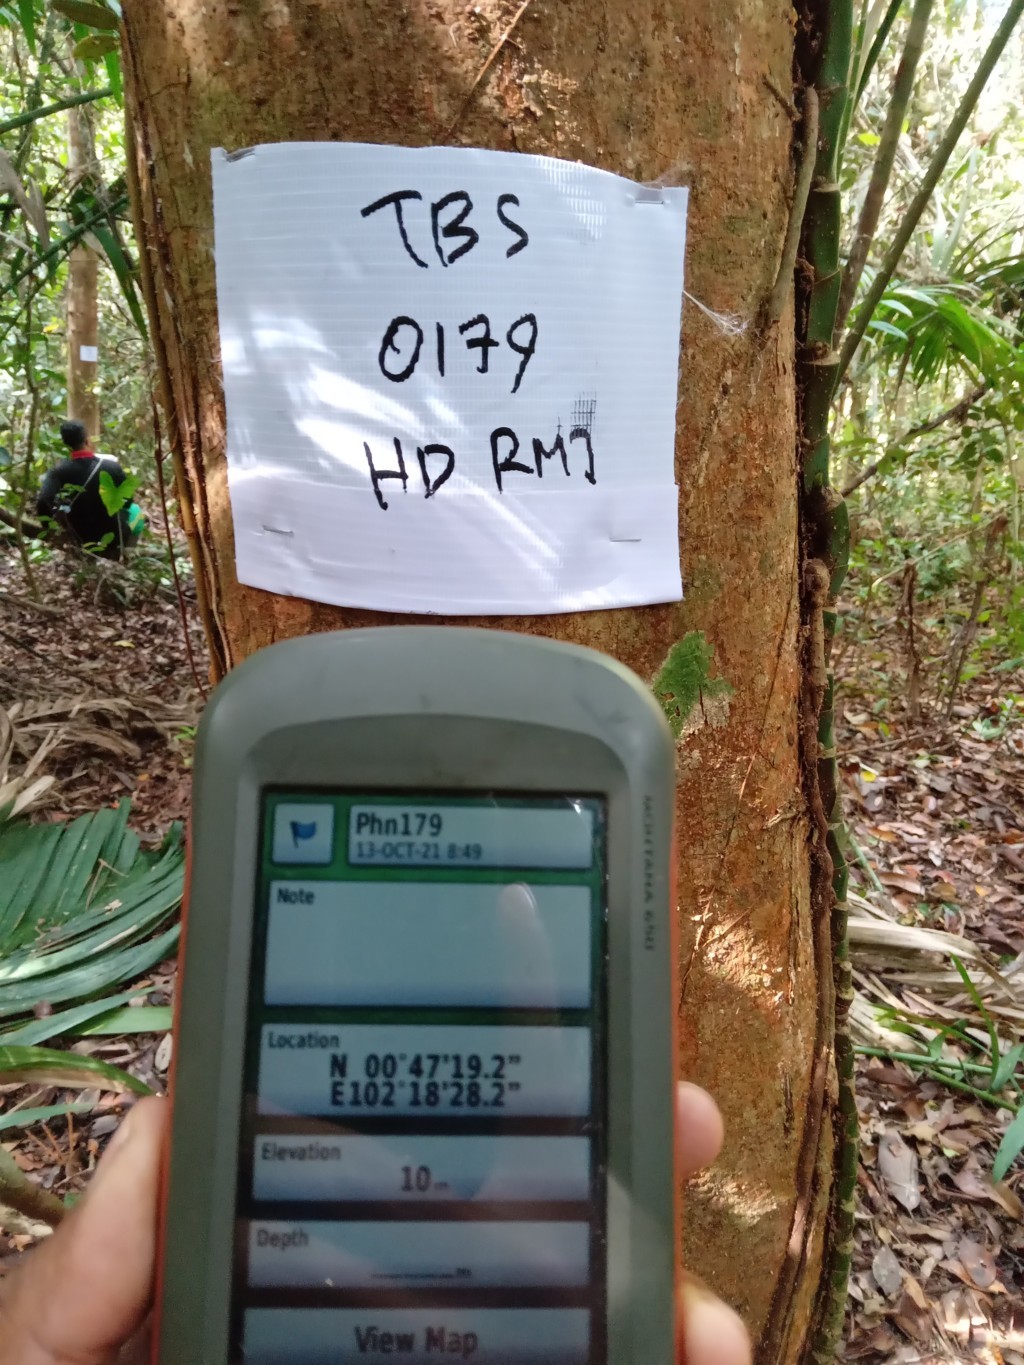 TBS
0179
HD RMJ
MONTANA 650
Phn179
13-OCT-21 8:49
Note
Location
N 00°47'19.2"
E102°18'28.2"
Elevation
10m
Depth
View Map